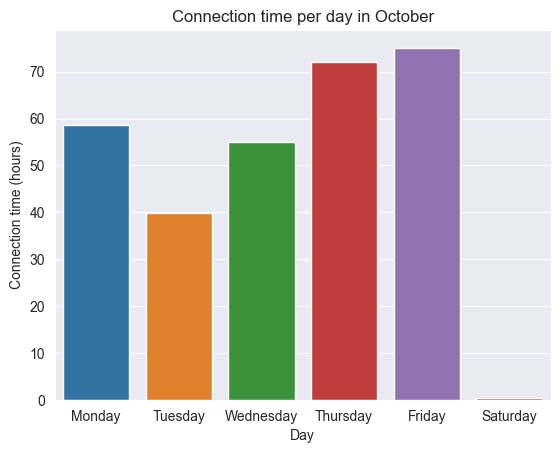 Connection time per day in October
Connection time (hours)
70
60
50
40
30
20
10
0
Monday Tuesday Wednesday Thursday Friday Saturday
Day